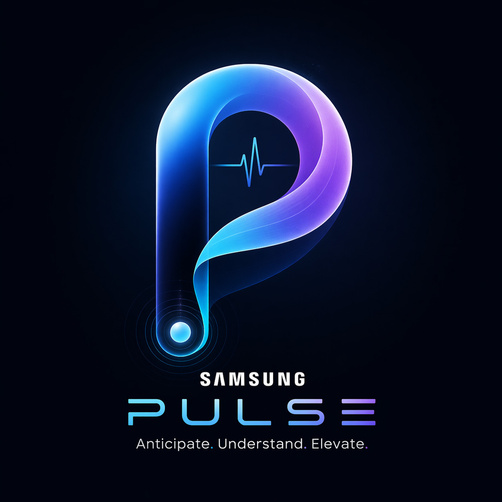 SAMSUNG
PULSE
Anticipate. Understand. Elevate.